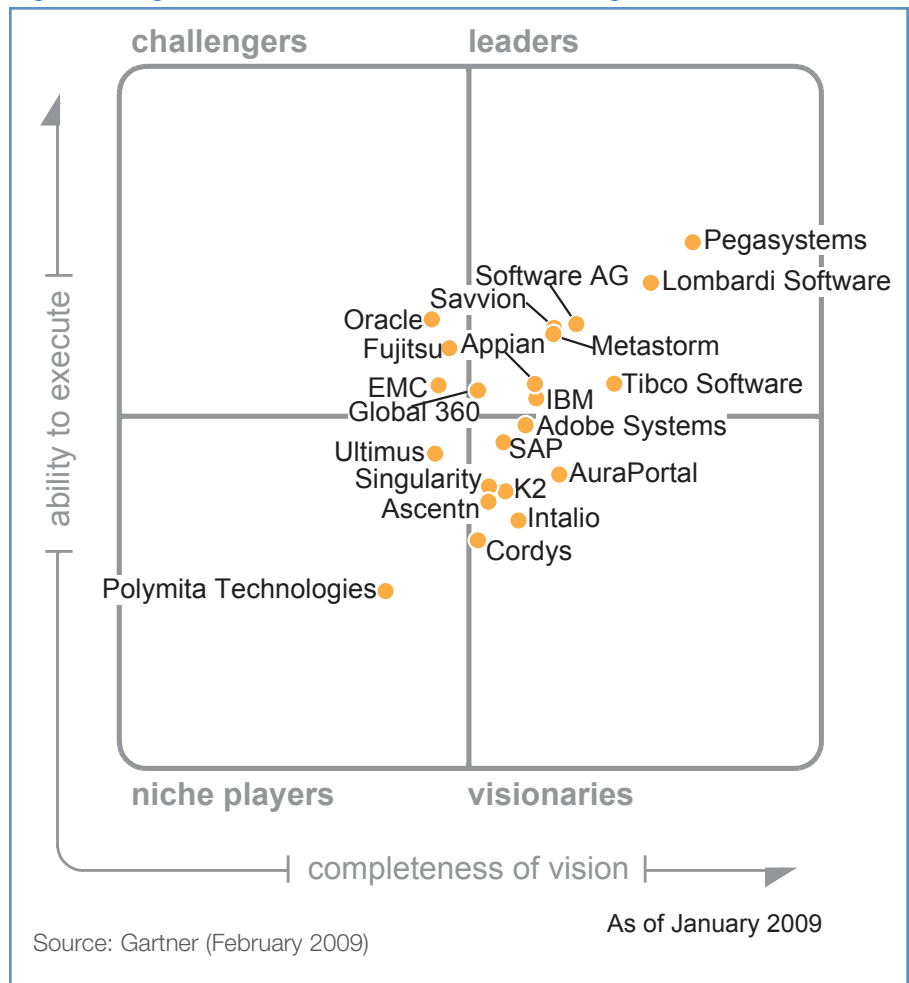 challengers
leaders
Pegasystems
Software AG
Lombardi Software
Savvion
Oracle
Appian
Metastorm
Fujitsu
EMC
Tibco Software
Global 360
IBM
Adobe Systems
SAP
Ultimus
AuraPortal
Singularity
K2
Ascentn
Intalio
Cordys
Polymita Technologies
ability to execute
niche players
visionaries
completeness of vision
As of January 2009
Source: Gartner (February 2009)